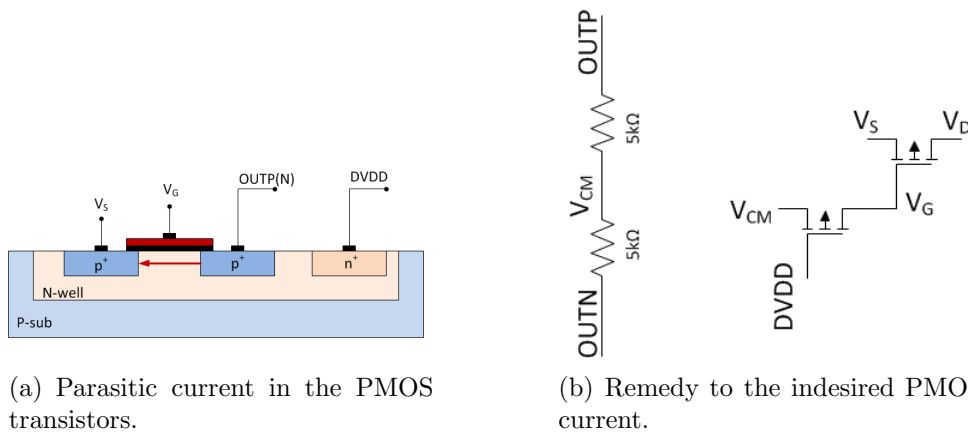 V_S
V_G
OUTP(N)
DVDD
p⁺
p⁺
n⁺
N-well
P-sub
OUTP
5kΩ
V_CM
5kΩ
OUTN
V_S
V_D
V_CM
V_G
DVDD
(a) Parasitic current in the PMOS
transistors.
(b) Remedy to the indesired PMO
current.